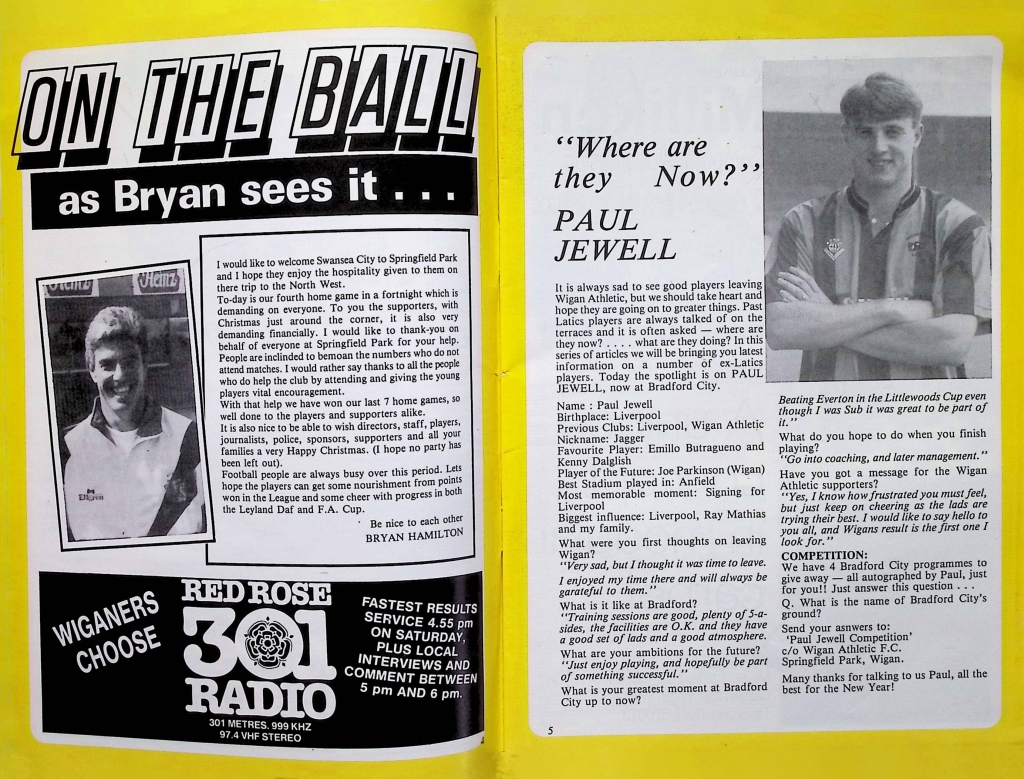 ON THE BALL
as Bryan sees it . . .
Heinz
Heinz
I would like to welcome Swansea City to Springfield Park
and I hope they enjoy the hospitality given to them on
there trip to the North West.
To-day is our fourth home game in a fortnight which is
demanding on everyone. To you the supporters, with
Christmas just around the corner, it is also very
demanding financially. I would like to thank-you on
behalf of everyone at Springfield Park for your help.
People are inclinded to bemoan the numbers who do not
attend matches. I would rather say thanks to all the people
who do help the club by attending and giving the young
players vital encouragement.
With that help we have won our last 7 home games, so
well done to the players and supporters alike.
It is also nice to be able to wish directors, staff, players,
journalists, police, sponsors, supporters and all your
families a very Happy Christmas. (I hope no party has
been left out).
Football people are always busy over this period. Lets
hope the players can get some nourishment from points
won in the League and some cheer with progress in both
the Leyland Daf and F.A. Cup.
Be nice to each other
BRYAN HAMILTON
WIGANERS
CHOOSE
RED ROSE
301
RADIO
301 METRES. 999 KHZ
97.4 VHF STEREO
FASTEST RESULTS
SERVICE 4.55 pm
ON SATURDAY,
PLUS LOCAL
INTERVIEWS AND
COMMENT BETWEEN
5 pm AND 6 pm.
"Where are
they Now?"
PAUL
JEWELL
It is always sad to see good players leaving
Wigan Athletic, but we should take heart and
hope they are going on to greater things. Past
Latics players are always talked of on the
terraces and it is often asked — where are
they now? . . . . what are they doing? In this
series of articles we will be bringing you latest
information on a number of ex-Latics
players. Today the spotlight is on PAUL
JEWELL, now at Bradford City.
Name : Paul Jewell
Birthplace: Liverpool
Previous Clubs: Liverpool, Wigan Athletic
Nickname: Jagger
Favourite Player: Emilio Butragueno and
Kenny Dalglish
Player of the Future: Joe Parkinson (Wigan)
Best Stadium played in: Anfield
Most memorable moment: Signing for
Liverpool
Biggest influence: Liverpool, Ray Mathias
and my family.
What were you first thoughts on leaving
Wigan?
"Very sad, but I thought it was time to leave.
I enjoyed my time there and will always be
garateful to them."
What is it like at Bradford?
"Training sessions are good, plenty of 5-a-
sides, the facilities are O.K. and they have
a good set of lads and a good atmosphere.
What are your ambitions for the future?
"Just enjoy playing, and hopefully be part
of something successful."
What is your greatest moment at Bradford
City up to now?
5
Beating Everton in the Littlewoods Cup even
though I was Sub it was great to be part of
it."
What do you hope to do when you finish
playing?
"Go into coaching, and later management."
Have you got a message for the Wigan
Athletic supporters?
"Yes, I know how frustrated you must feel,
but just keep on cheering as the lads are
trying their best. I would like to say hello to
you all, and Wigans result is the first one I
look for."
COMPETITION:
We have 4 Bradford City programmes to
give away — all autographed by Paul, just
for you!! Just answer this question . . .
Q. What is the name of Bradford City's
ground?
Send your asnwers to:
'Paul Jewell Competition'
c/o Wigan Athletic F.C.
Springfield Park, Wigan.
Many thanks for talking to us Paul, all the
best for the New Year!